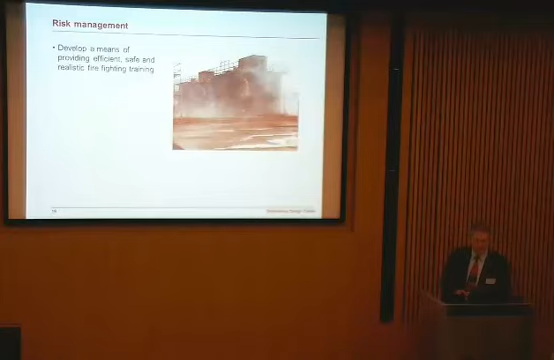 Risk management
• Develop a means of
providing efficient, safe and
realistic fire fighting training